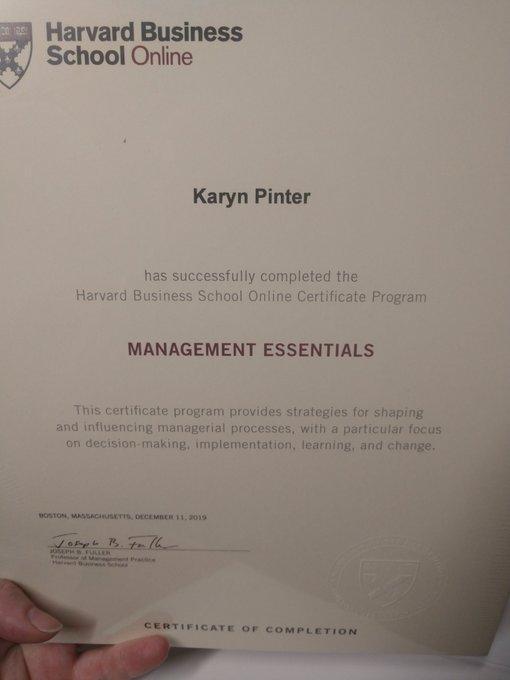 Harvard Business
School Online
Karyn Pinter
has successfully completed the
Harvard Business School Online Certificate Program
MANAGEMENT ESSENTIALS
This certificate program provides strategies for shaping
and influencing managerial processes, with a particular focus
on decision-making, implementation, learning, and change.
BOSTON, MASSACHUSETTS, DECEMBER 11, 2019
Joseph B. Fuller
JOSEPH B. FULLER
Professor of Management Practice
Harvard Business School
CERTIFICATE OF COMPLETION